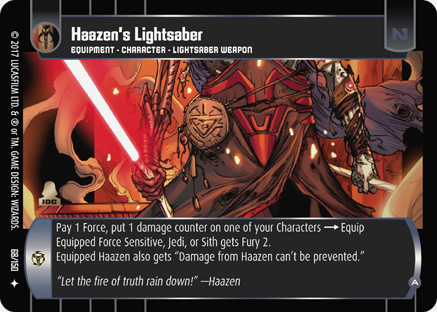 Haazen's Lightsaber
EQUIPMENT - CHARACTER - LIGHTSABER WEAPON
N
© 2017 LUCASFILM LTD. & ® or TM. GAME DESIGN: WIZARDS.
IDC
Pay 1 Force, put 1 damage counter on one of your Characters → Equip
Equipped Force Sensitive, Jedi, or Sith gets Fury 2.
Equipped Haazen also gets "Damage from Haazen can't be prevented."
"Let the fire of truth rain down!" —Haazen
A